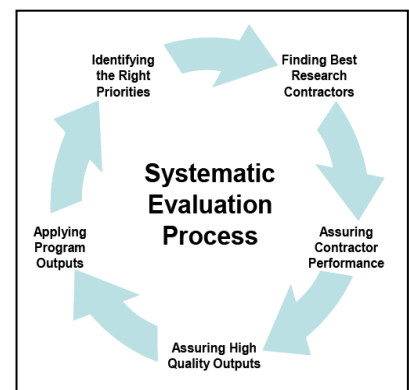 Identifying
the Right
Priorities
Finding Best
Research
Contractors
Systematic
Evaluation
Process
Applying
Program
Outputs
Assuring
Contractor
Performance
Assuring High
Quality Outputs